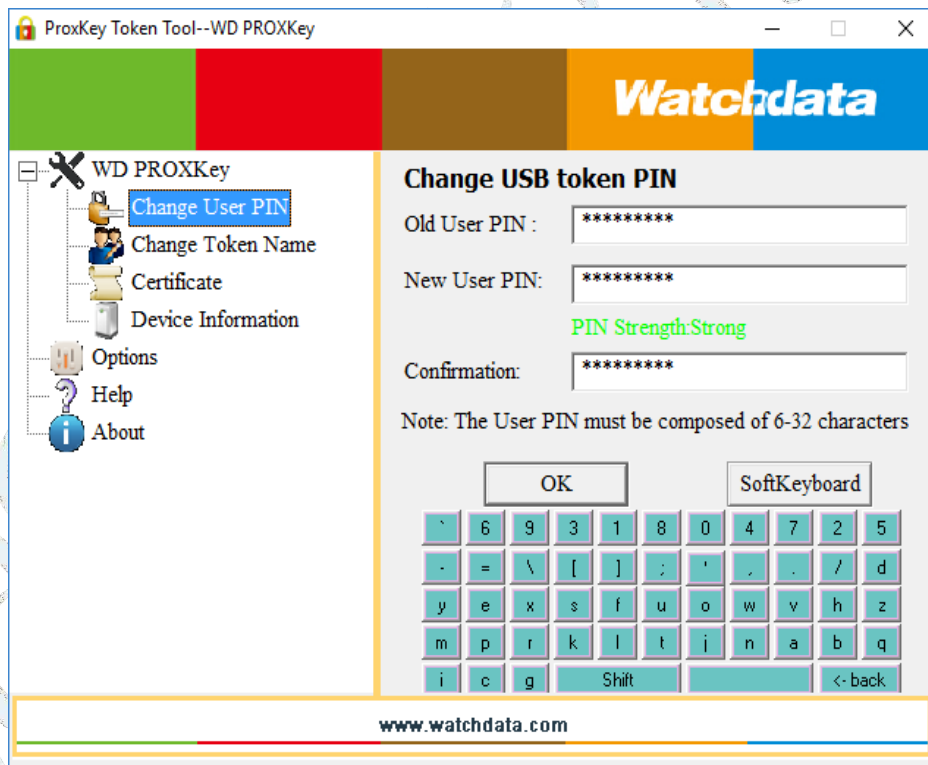 ProxKey Token Tool--WD PROXKey
Watchdata
WD PROXKey
Change User PIN
Change Token Name
Certificate
Device Information
Options
Help
About
Change USB token PIN
Old User PIN : *********
New User PIN: *********
PIN Strength:Strong
Confirmation: *********
Note: The User PIN must be composed of 6-32 characters
OK SoftKeyboard
` 6 9 3 1 8 0 4 7 2 5
- = \ [ ] ; ' , . / d
y e x s f u o w v h z
m p r k l t j n a b q
i c g Shift <- back
www.watchdata.com